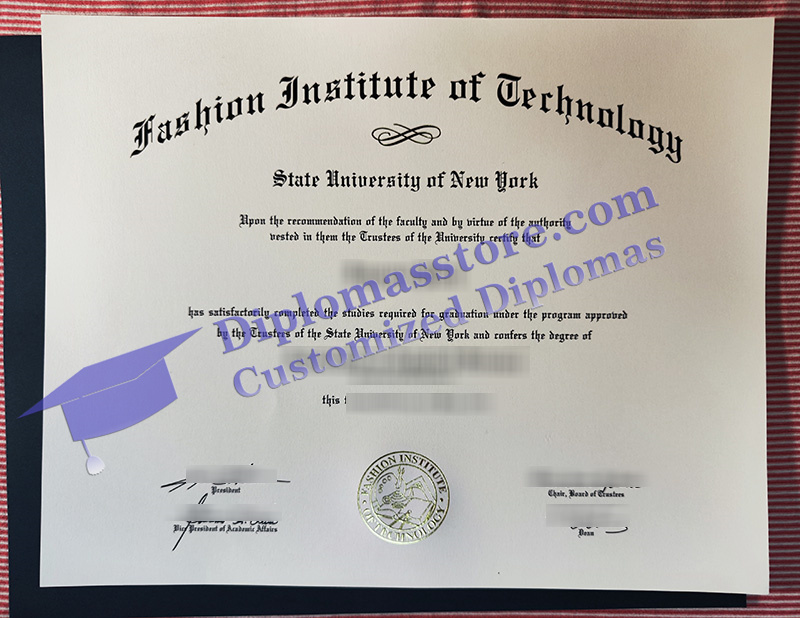 Fashion Institute of Technology
State University of New York
Upon the recommendation of the faculty and by virtue of the authority
vested in them the Trustees of the University certify that
Diplomasstore.com
Customized Diplomas
has satisfactorily completed the studies required for graduation under the program approved
by the Trustees of the State University of New York and confers the degree of
this
President
Chair, Board of Trustees
Vice President of Academic Affairs
Dean
FASHION INSTITUTE
OF TECHNOLOGY